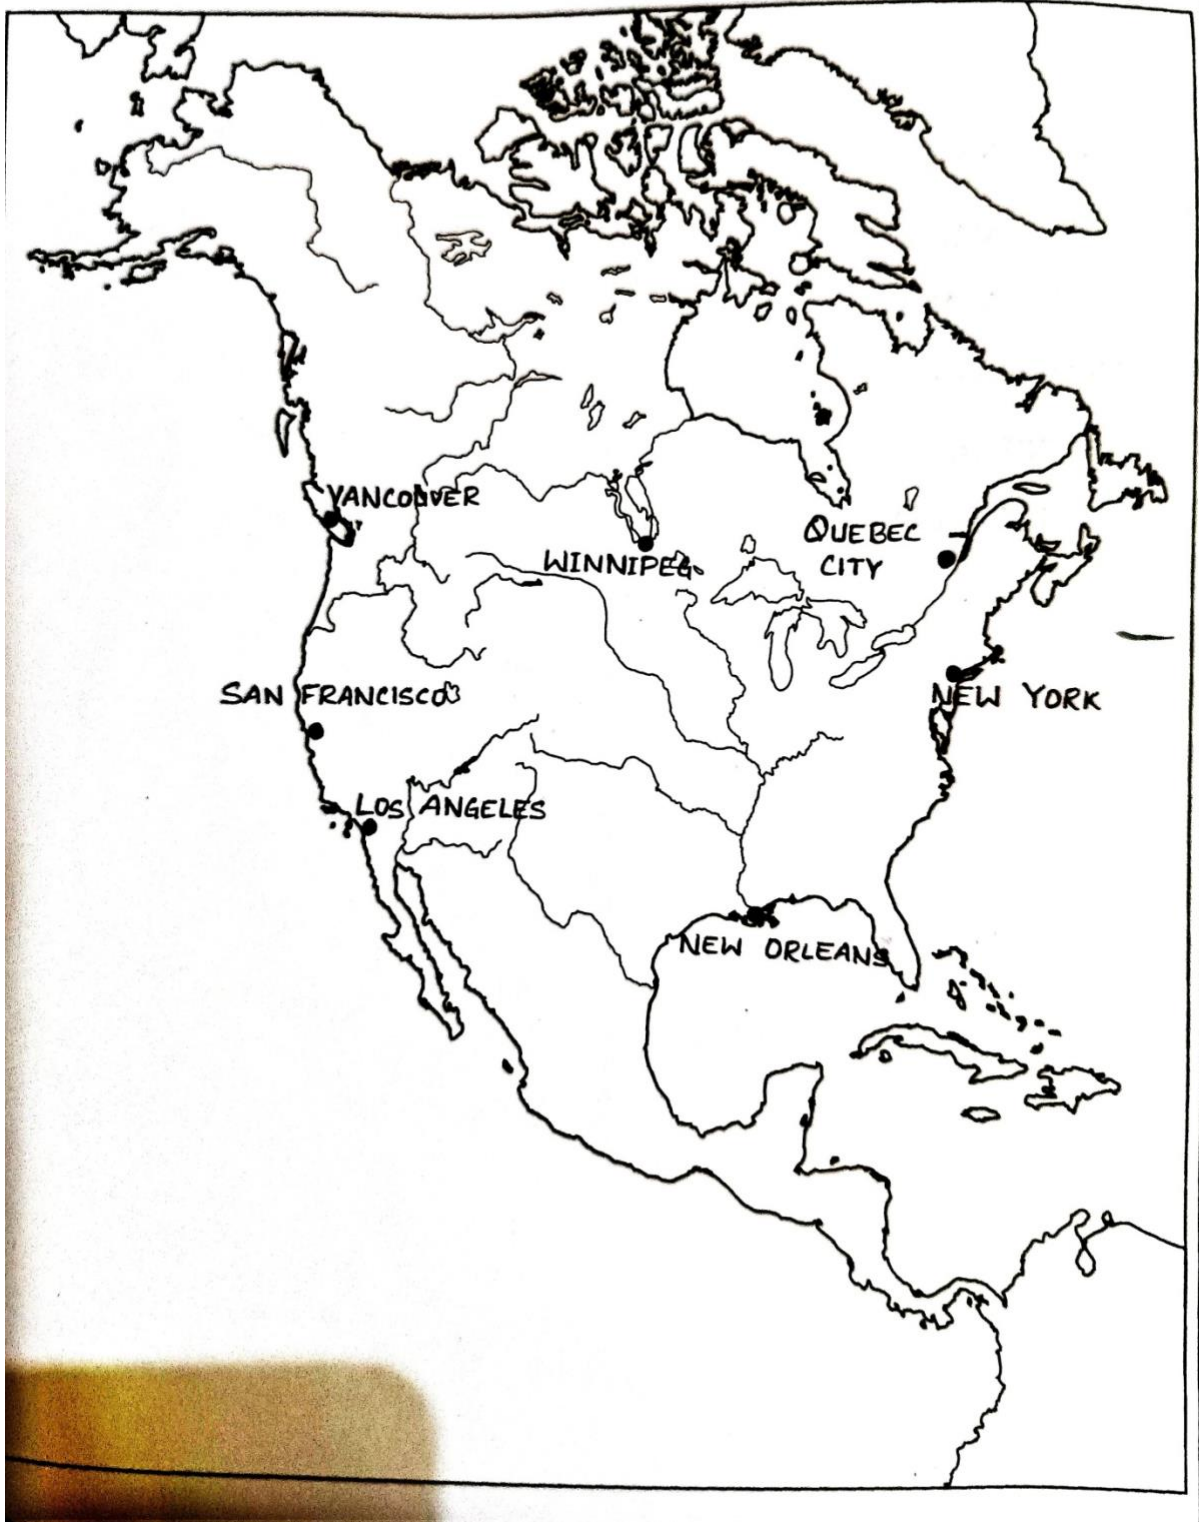 VANCOUVER
QUEBEC
CITY
WINNIPEG
SAN FRANCISCO
NEW YORK
LOS ANGELES
NEW ORLEANS